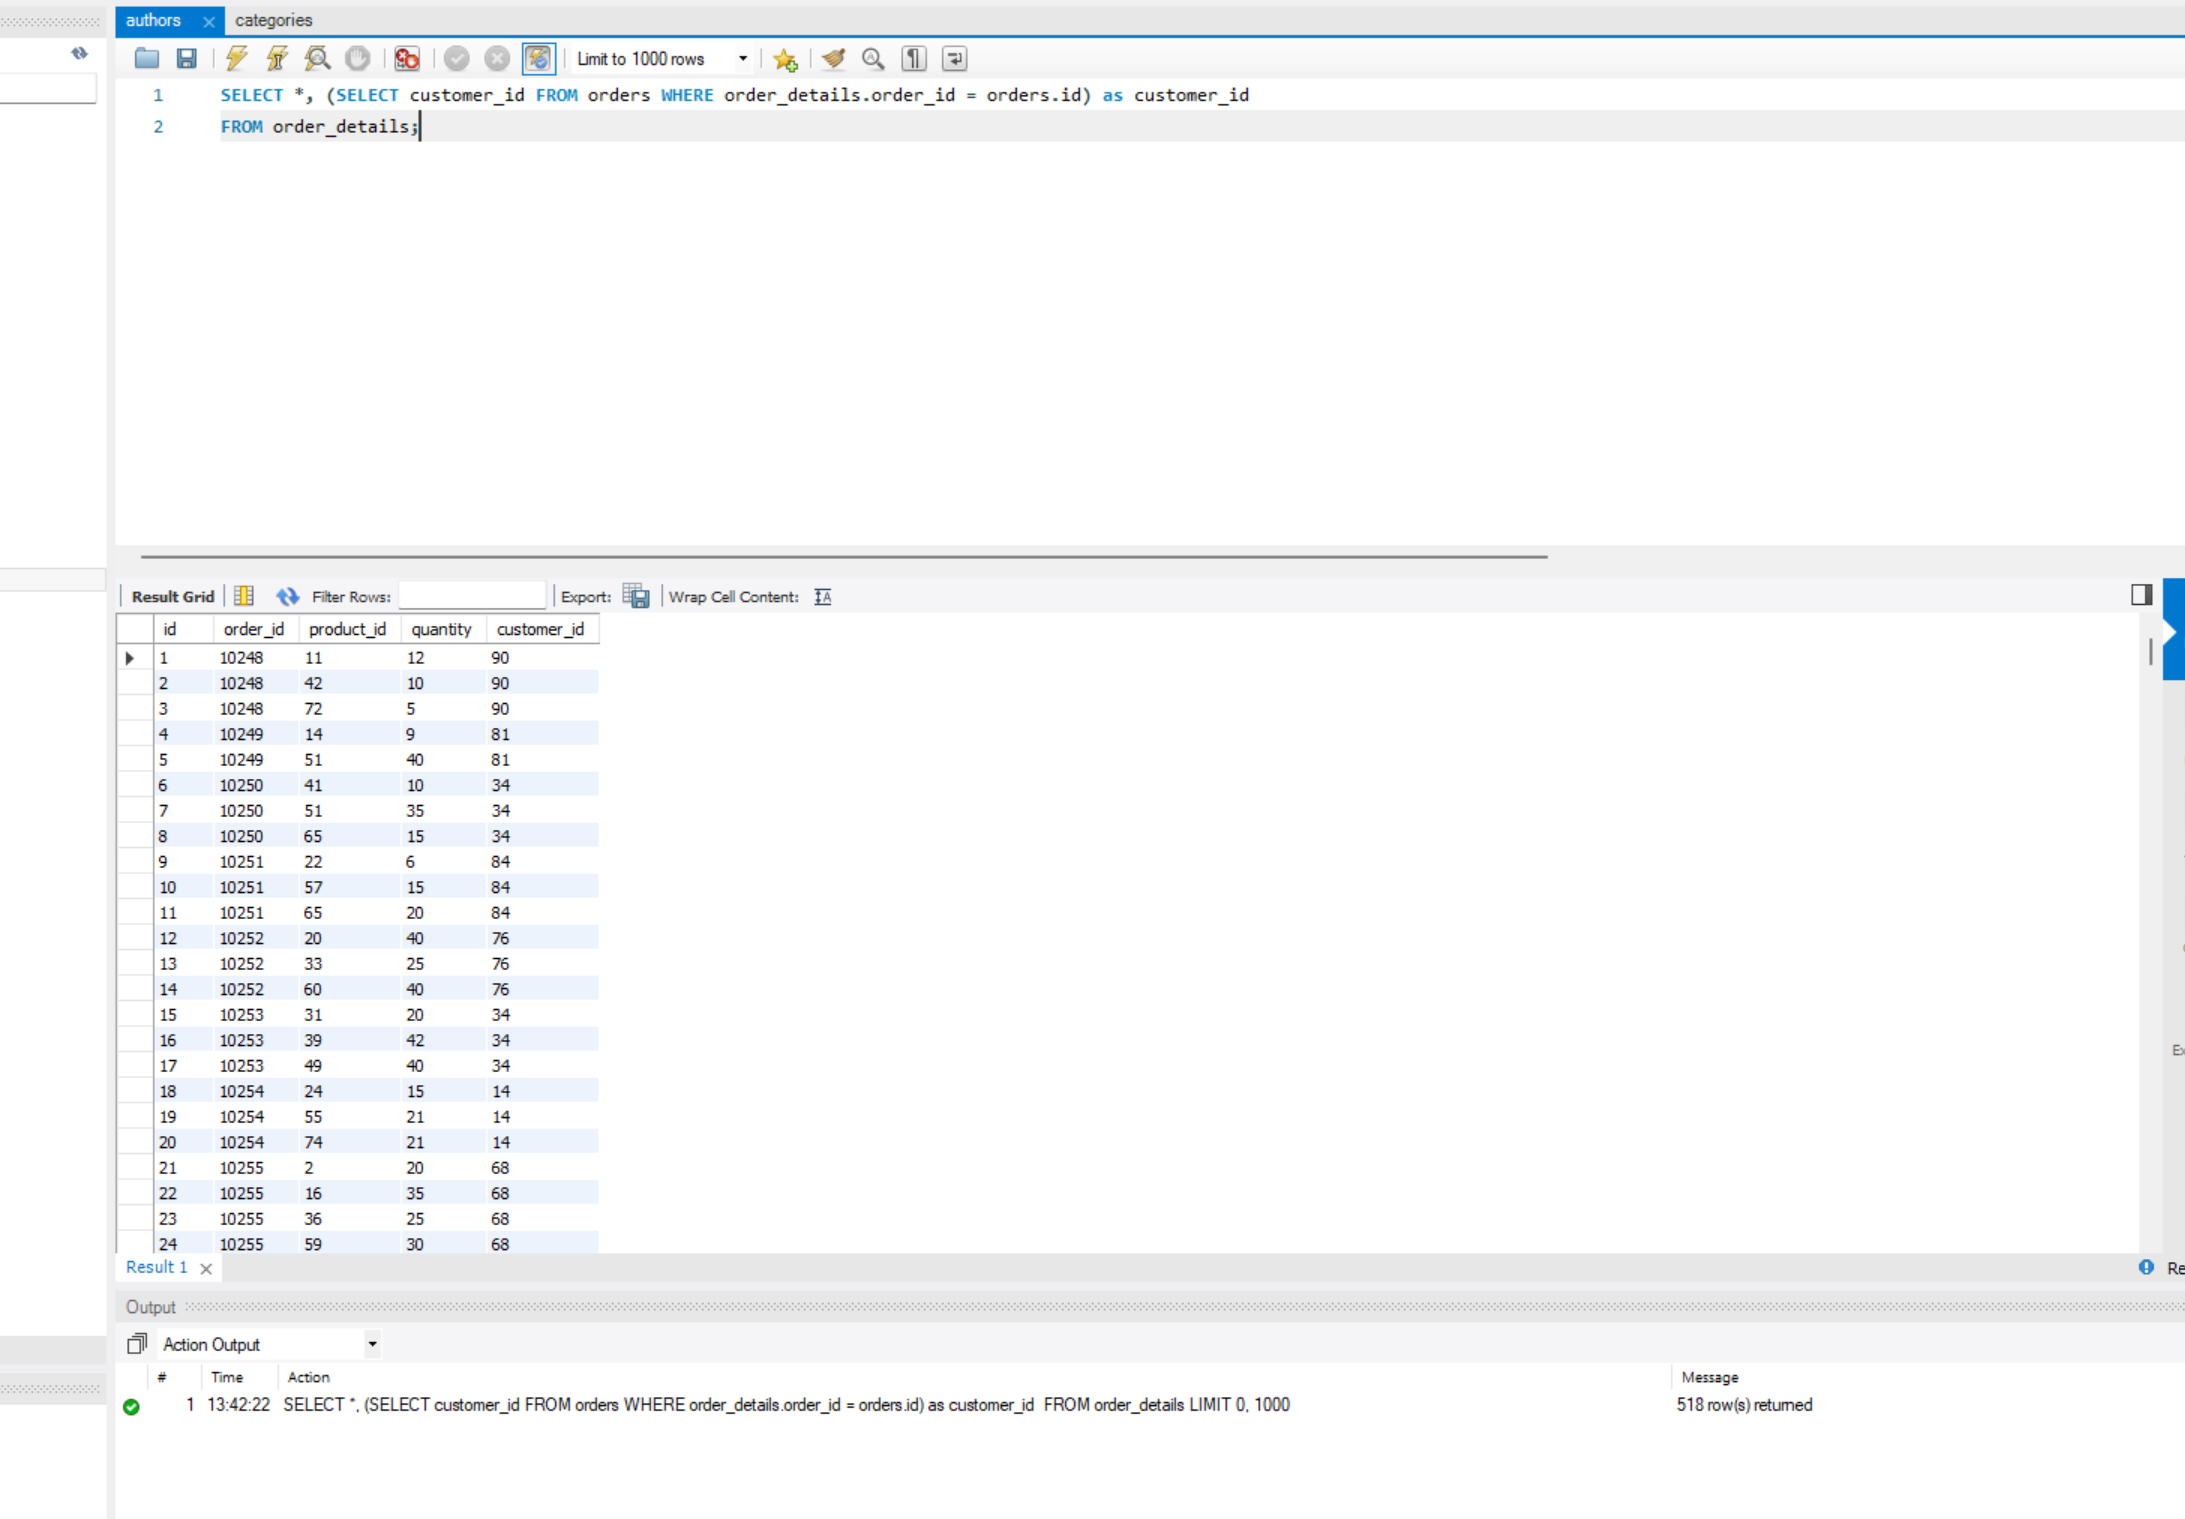 authors categories
Limit to 1000 rows
1 SELECT *, (SELECT customer_id FROM orders WHERE order_details.order_id = orders.id) as customer_id
2 FROM order_details;
Result Grid Filter Rows: Export: Wrap Cell Content:
id order_id product_id quantity customer_id
1 10248 11 12 90
2 10248 42 10 90
3 10248 72 5 90
4 10249 14 9 81
5 10249 51 40 81
6 10250 41 10 34
7 10250 51 35 34
8 10250 65 15 34
9 10251 22 6 84
10 10251 57 15 84
11 10251 65 20 84
12 10252 20 40 76
13 10252 33 25 76
14 10252 60 40 76
15 10253 31 20 34
16 10253 39 42 34
17 10253 49 40 34
18 10254 24 15 14
19 10254 55 21 14
20 10254 74 21 14
21 10255 2 20 68
22 10255 16 35 68
23 10255 36 25 68
24 10255 59 30 68
Result 1
Output
Action Output
# Time Action Message
1 13:42:22 SELECT *, (SELECT customer_id FROM orders WHERE order_details.order_id = orders.id) as customer_id FROM order_details LIMIT 0, 1000 518 row(s) returned